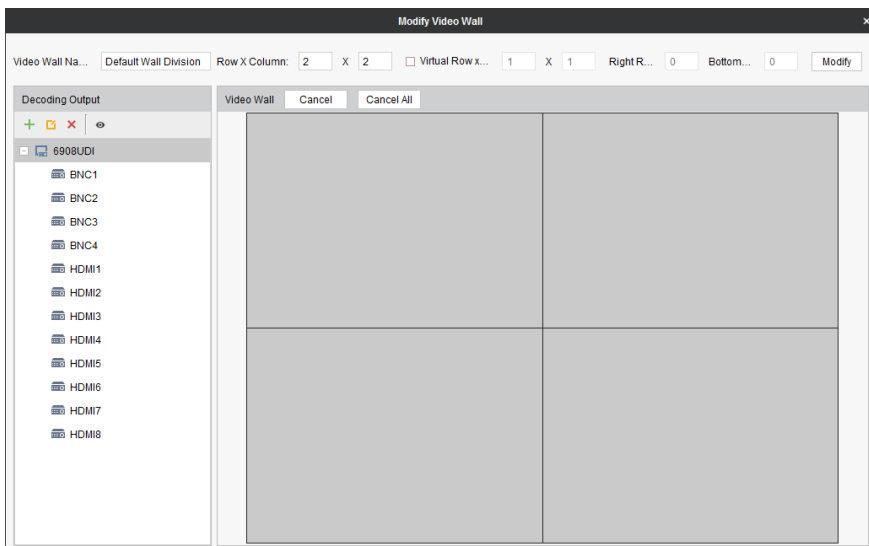 Modify Video Wall ×
Video Wall Na... Default Wall Division Row X Column: 2 X 2 Virtual Row x... 1 X 1 Right R... 0 Bottom... 0 Modify
Decoding Output
Video Wall Cancel Cancel All
6908UDI
BNC1
BNC2
BNC3
BNC4
HDMI1
HDMI2
HDMI3
HDMI4
HDMI5
HDMI6
HDMI7
HDMI8